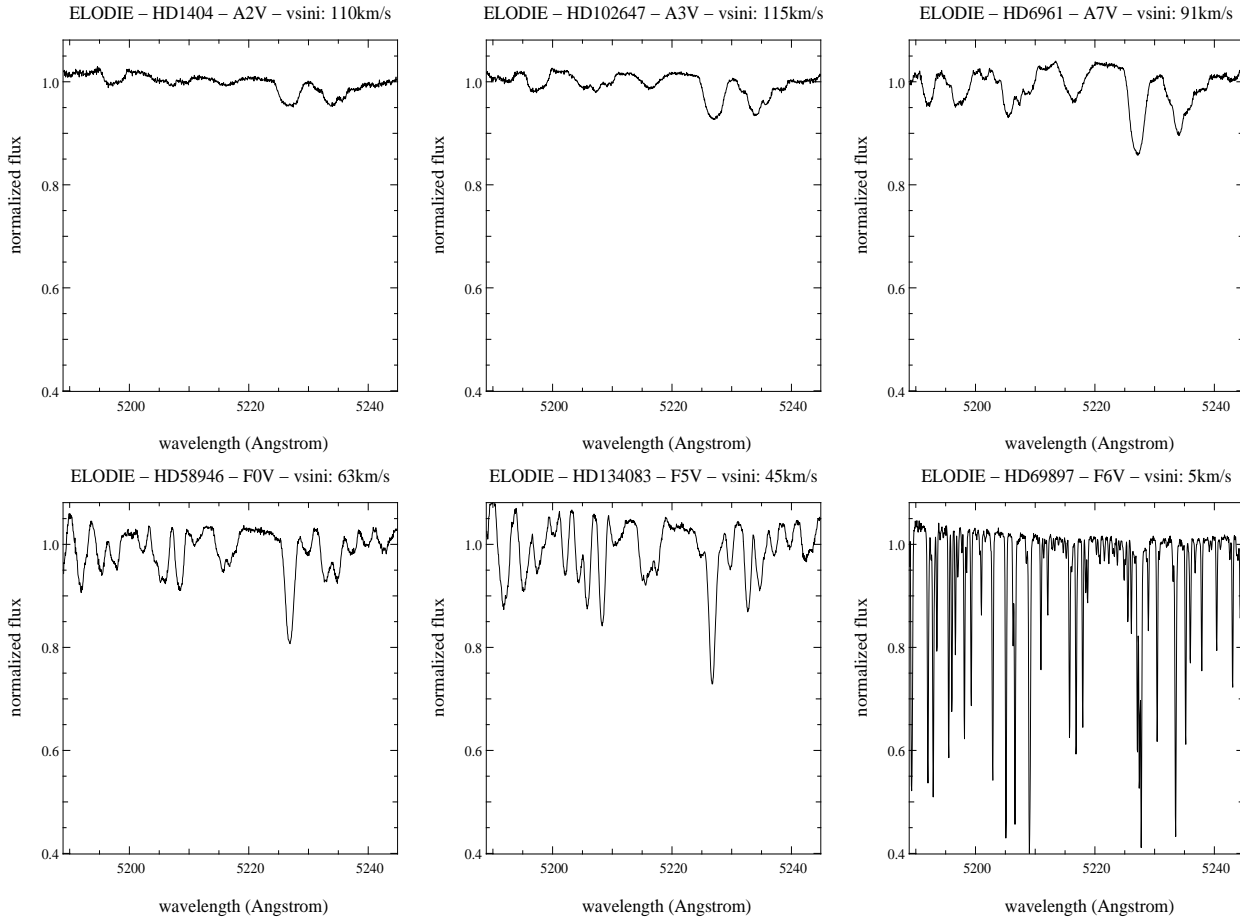 ELODIE – HD1404 – A2V – vsini: 110km/s
normalized flux
1.0
0.8
0.6
0.4
5200
5220
5240
wavelength (Angstrom)
ELODIE – HD102647 – A3V – vsini: 115km/s
normalized flux
1.0
0.8
0.6
0.4
5200
5220
5240
wavelength (Angstrom)
ELODIE – HD6961 – A7V – vsini: 91km/s
normalized flux
1.0
0.8
0.6
0.4
5200
5220
5240
wavelength (Angstrom)
ELODIE – HD58946 – F0V – vsini: 63km/s
normalized flux
1.0
0.8
0.6
0.4
5200
5220
5240
wavelength (Angstrom)
ELODIE – HD134083 – F5V – vsini: 45km/s
normalized flux
1.0
0.8
0.6
0.4
5200
5220
5240
wavelength (Angstrom)
ELODIE – HD69897 – F6V – vsini: 5km/s
normalized flux
1.0
0.8
0.6
0.4
5200
5220
5240
wavelength (Angstrom)